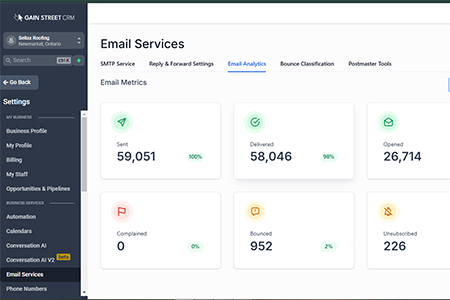 GAIN STREET CRM
Sellux Roofing
Newmarket, Ontario
Search
ctrl K
Go Back
Settings
MY BUSINESS
Business Profile
My Profile
Billing
My Staff
Opportunities & Pipelines
BUSINESS SERVICES
Automation
Calendars
Conversation AI
Conversation AI V2 beta
Email Services
Phone Numbers
Email Services
SMTP Service Reply & Forward Settings Email Analytics Bounce Classification Postmaster Tools
Email Metrics
Sent Delivered Opened
59,051 100% 58,046 98% 26,714
Complained Bounced Unsubscribed
0 0% 952 2% 226